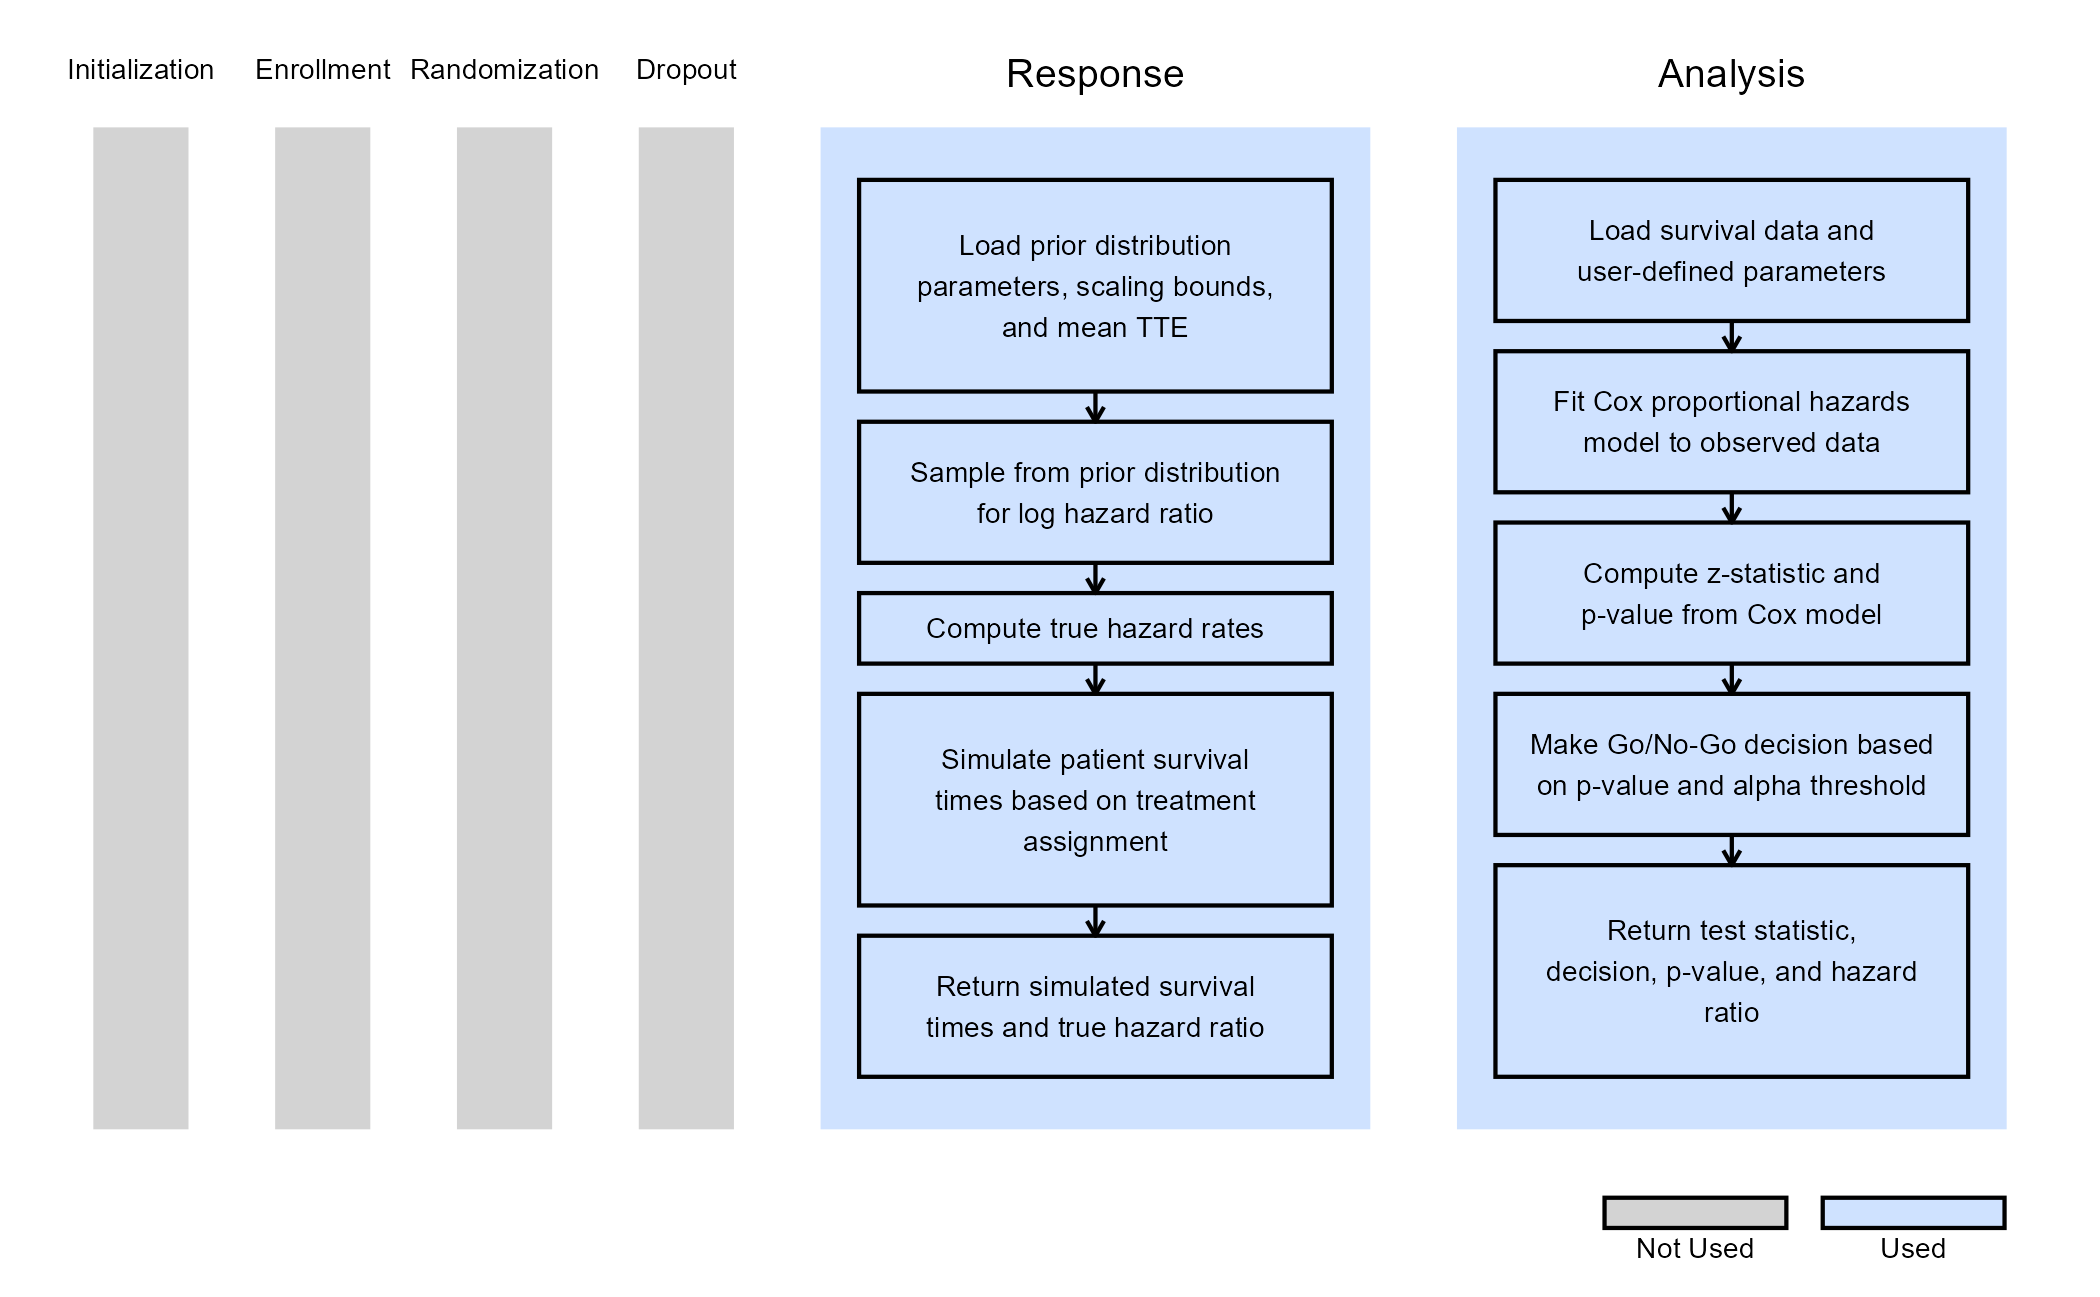 Initialization
Enrollment
Randomization
Dropout
Response
Analysis
Load prior distribution
parameters, scaling bounds,
and mean TTE
Sample from prior distribution
for log hazard ratio
Compute true hazard rates
Simulate patient survival
times based on treatment
assignment
Return simulated survival
times and true hazard ratio
Load survival data and
user-defined parameters
Fit Cox proportional hazards
model to observed data
Compute z-statistic and
p-value from Cox model
Make Go/No-Go decision based
on p-value and alpha threshold
Return test statistic,
decision, p-value, and hazard
ratio
Not Used
Used